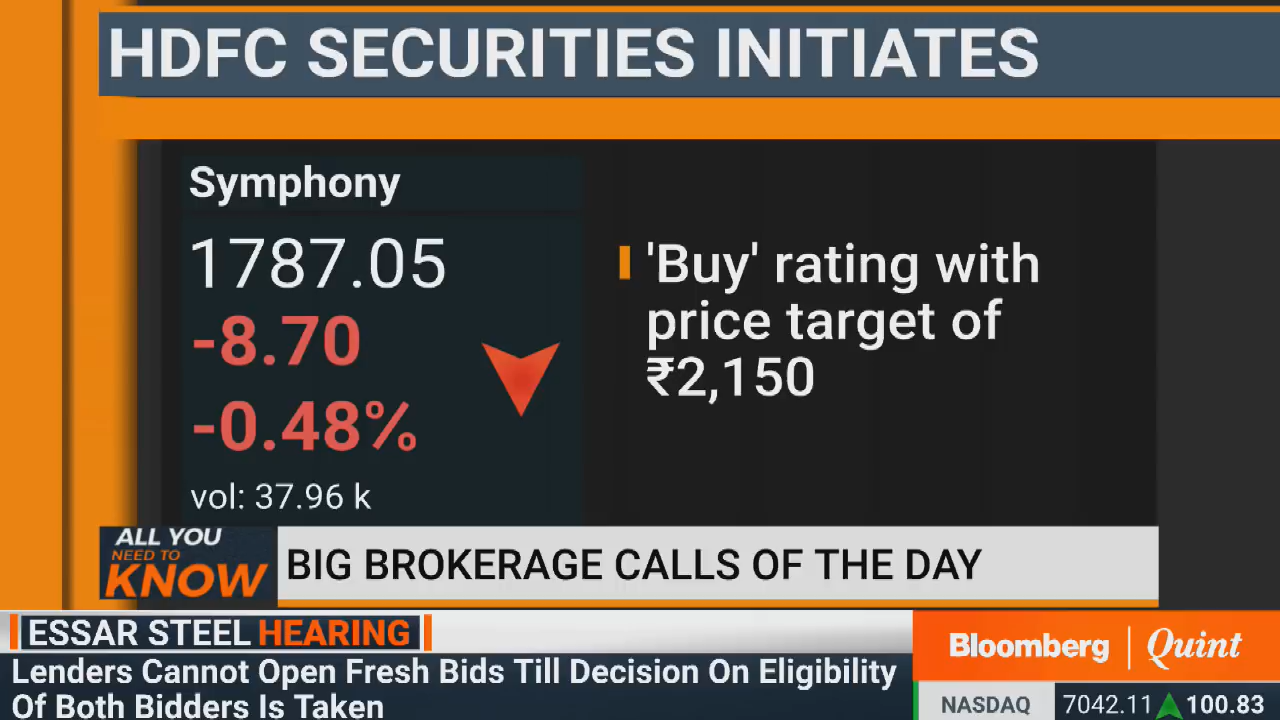 HDFC SECURITIES INITIATES
Symphony
1787.05
-8.70
-0.48%
vol: 37.96 k
'Buy' rating with
price target of
₹2,150
ALL YOU
NEED TO
KNOW
BIG BROKERAGE CALLS OF THE DAY
ESSAR STEEL HEARING
Lenders Cannot Open Fresh Bids Till Decision On Eligibility
Of Both Bidders Is Taken
Bloomberg | Quint
NASDAQ 7042.11 100.83